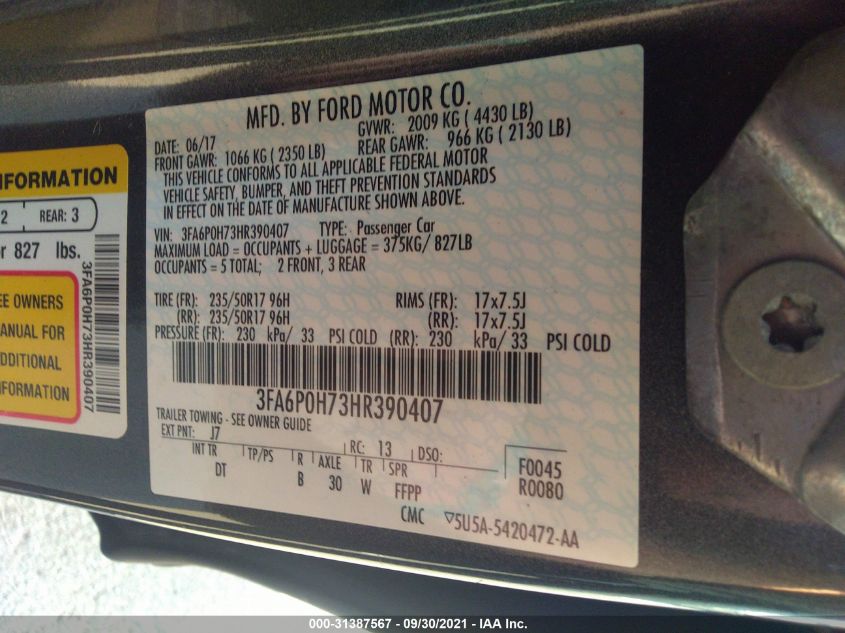 NFORMATION
2 REAR: 3
or 827 lbs.
EE OWNERS
ANUAL FOR
DDITIONAL
NFORMATION
3FA6P0H73HR390407
MFD. BY FORD MOTOR CO.
DATE: 06/17 GVWR: 2009 KG ( 4430 LB)
FRONT GAWR: 1066 KG ( 2350 LB) REAR GAWR: 966 KG ( 2130 LB)
THIS VEHICLE CONFORMS TO ALL APPLICABLE FEDERAL MOTOR
VEHICLE SAFETY, BUMPER, AND THEFT PREVENTION STANDARDS
IN EFFECT ON THE DATE OF MANUFACTURE SHOWN ABOVE.
VIN: 3FA6P0H73HR390407 TYPE: Passenger Car
MAXIMUM LOAD = OCCUPANTS + LUGGAGE = 375KG/ 827LB
OCCUPANTS = 5 TOTAL; 2 FRONT, 3 REAR
TIRE (FR): 235/50R17 96H RIMS (FR): 17x7.5J
(RR): 235/50R17 96H (RR): 17x7.5J
PRESSURE (FR): 230 kPa/ 33 PSI COLD (RR): 230 kPa/ 33 PSI COLD
3FA6P0H73HR390407
TRAILER TOWING - SEE OWNER GUIDE
EXT PNT: J7 RC: 13 DSO:
INT TR TP/PS R AXLE TR SPR F0045
DT B 30 W FFPP R0080
CMC ▽5U5A-5420472-AA
000-31387567 - 09/30/2021 - IAA Inc.